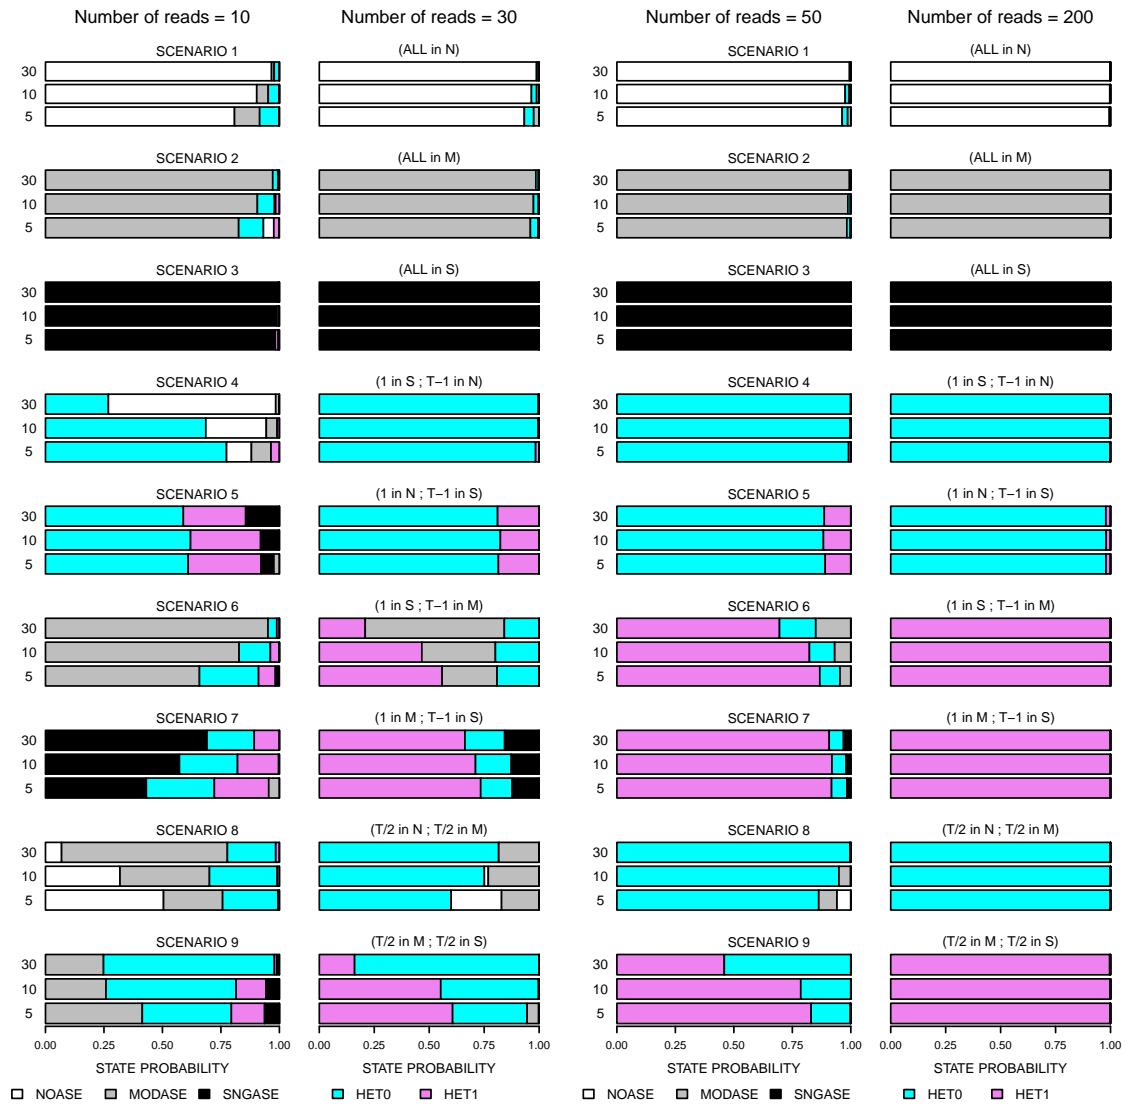 Number of reads = 10 Number of reads = 30 Number of reads = 50 Number of reads = 200
SCENARIO 1 (ALL in N) SCENARIO 1 (ALL in N)
30 30
10 10
5 5
SCENARIO 2 (ALL in M) SCENARIO 2 (ALL in M)
30 30
10 10
5 5
SCENARIO 3 (ALL in S) SCENARIO 3 (ALL in S)
30 30
10 10
5 5
SCENARIO 4 (1 in S ; T−1 in N) SCENARIO 4 (1 in S ; T−1 in N)
30 30
10 10
5 5
SCENARIO 5 (1 in N ; T−1 in S) SCENARIO 5 (1 in N ; T−1 in S)
30 30
10 10
5 5
SCENARIO 6 (1 in S ; T−1 in M) SCENARIO 6 (1 in S ; T−1 in M)
30 30
10 10
5 5
SCENARIO 7 (1 in M ; T−1 in S) SCENARIO 7 (1 in M ; T−1 in S)
30 30
10 10
5 5
SCENARIO 8 (T/2 in N ; T/2 in M) SCENARIO 8 (T/2 in N ; T/2 in M)
30 30
10 10
5 5
SCENARIO 9 (T/2 in M ; T/2 in S) SCENARIO 9 (T/2 in M ; T/2 in S)
30 30
10 10
5 5
0.00 0.25 0.50 0.75 1.00 0.00 0.25 0.50 0.75 1.00 0.00 0.25 0.50 0.75 1.00 0.00 0.25 0.50 0.75 1.00
STATE PROBABILITY STATE PROBABILITY STATE PROBABILITY STATE PROBABILITY
NOASE MODASE SNGASE HET0 HET1 NOASE MODASE SNGASE HET0 HET1